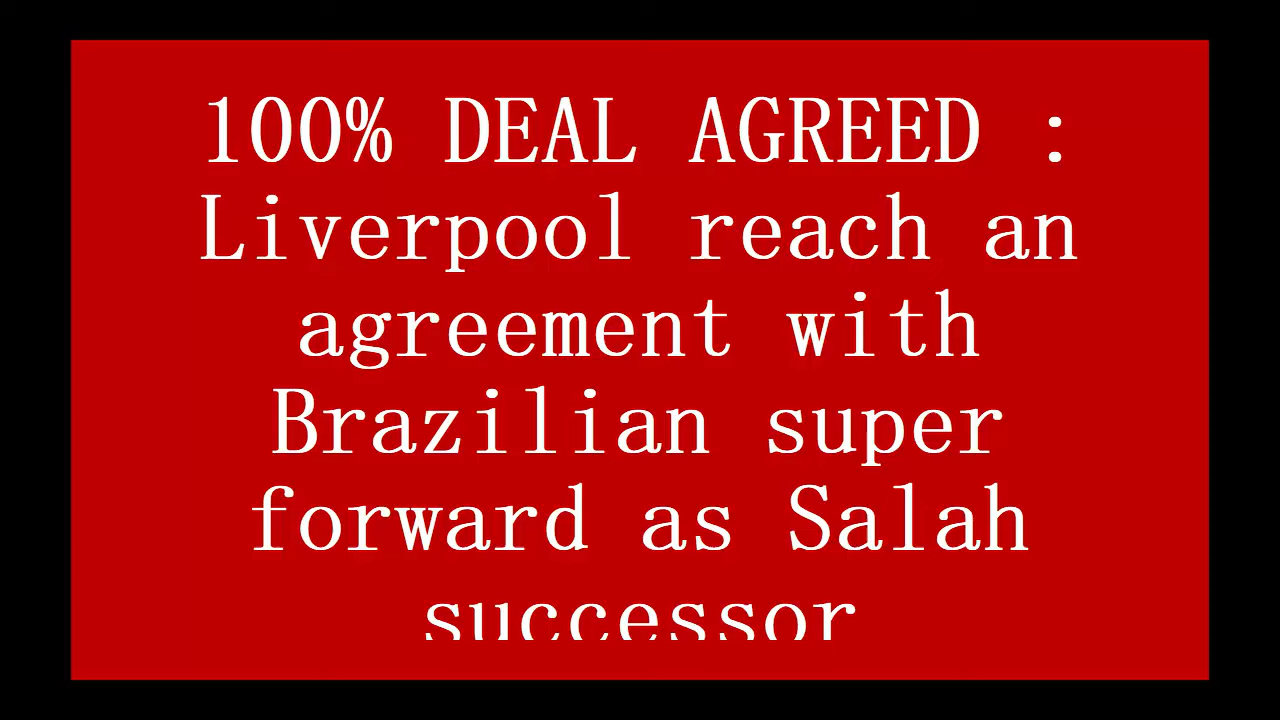 100% DEAL AGREED :
Liverpool reach an
agreement with
Brazilian super
forward as Salah
successor